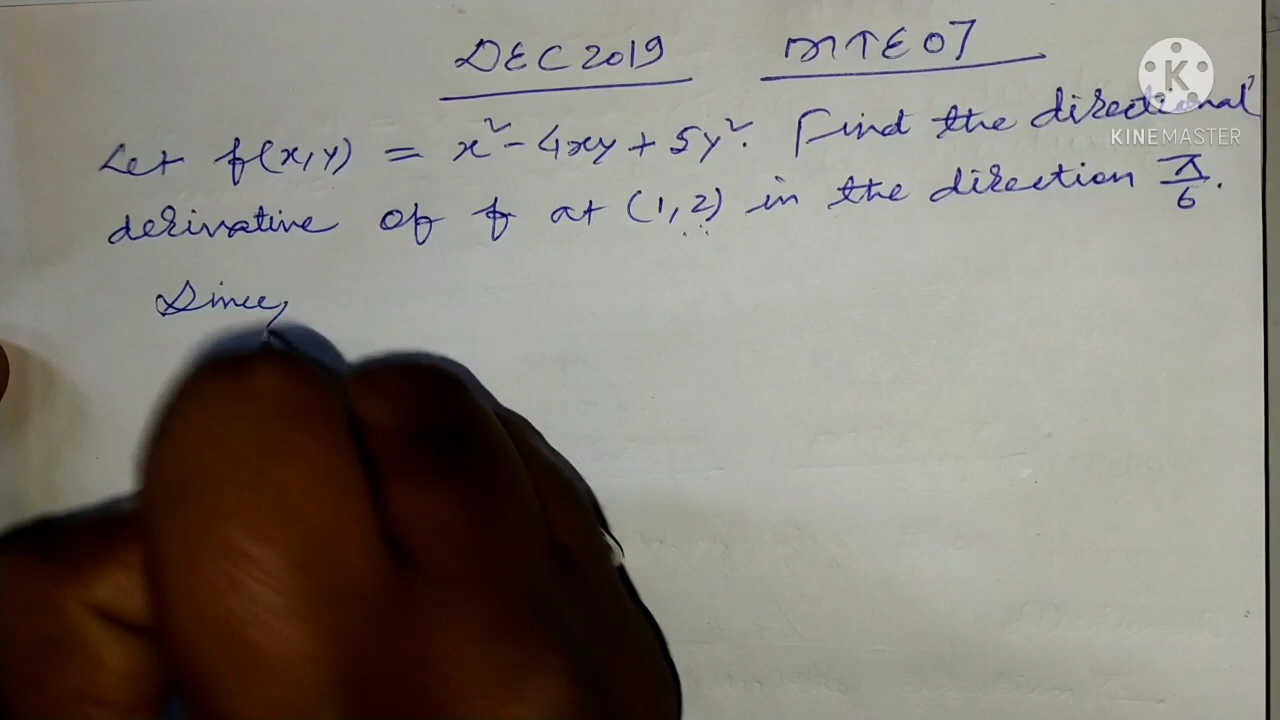 DEC 2019 MTE 07
Let f(x,y) = x² - 4xy + 5y². Find the directional
derivative of f at (1,2) in the direction π/6.
Since,
K
KINEMASTER